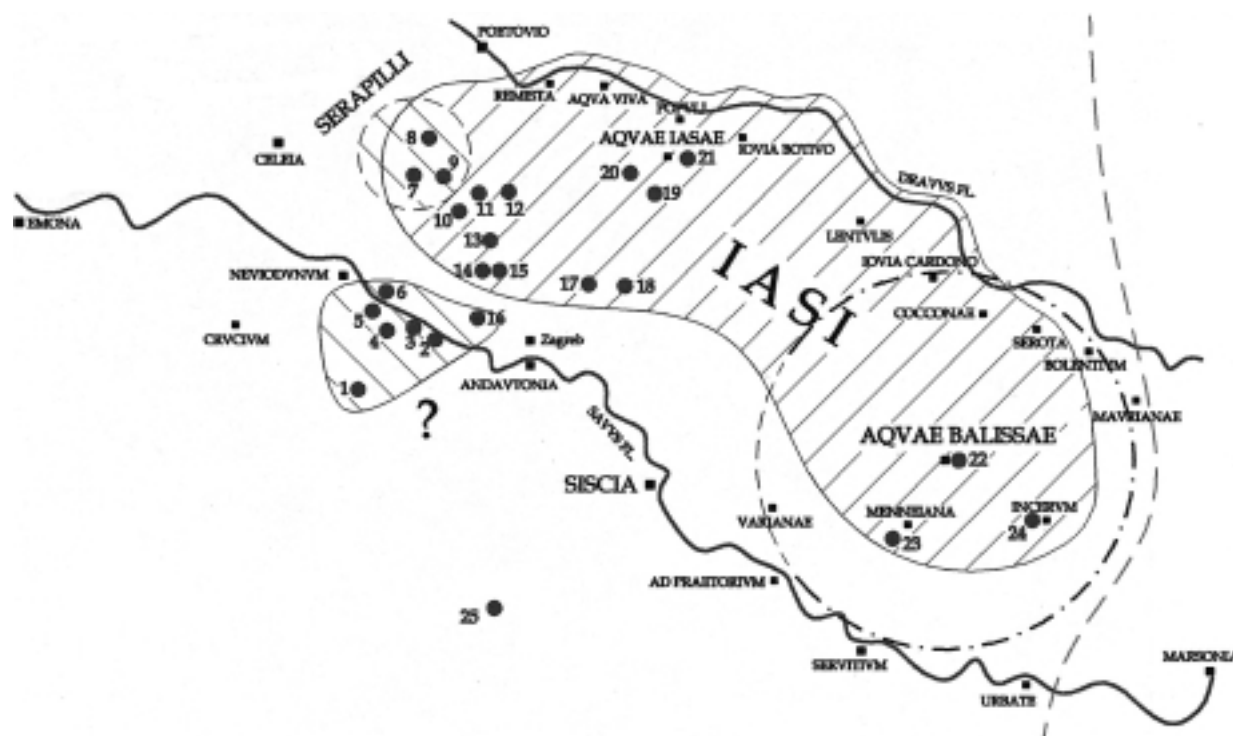 POETOVIO
SERAPILLI
REMISTA
AQVA VIVA
POPVLI
AQVAE IASAE
IOVIA BOTIVO
CELEIA
8
9
7
21
20
19
DRAVVS FL.
11
12
10
EMONA
LENTVLIS
13
IASI
IOVIA CARDONO
NEVIODVNVM
14
15
17
18
6
5
16
COCCONAE
CRVCIVM
4
3
2
Zagreb
SEROTA
BOLENTIVM
ANDAVTONIA
1
MAVRIANAE
?
SAVVS FL.
AQVAE BALISSAE
22
SISCIA
VARIANAE
MENNEIANA
INCERVM
23
24
AD PRAETORIVM
25
SERVITIVM
MARSONIA
URBATE